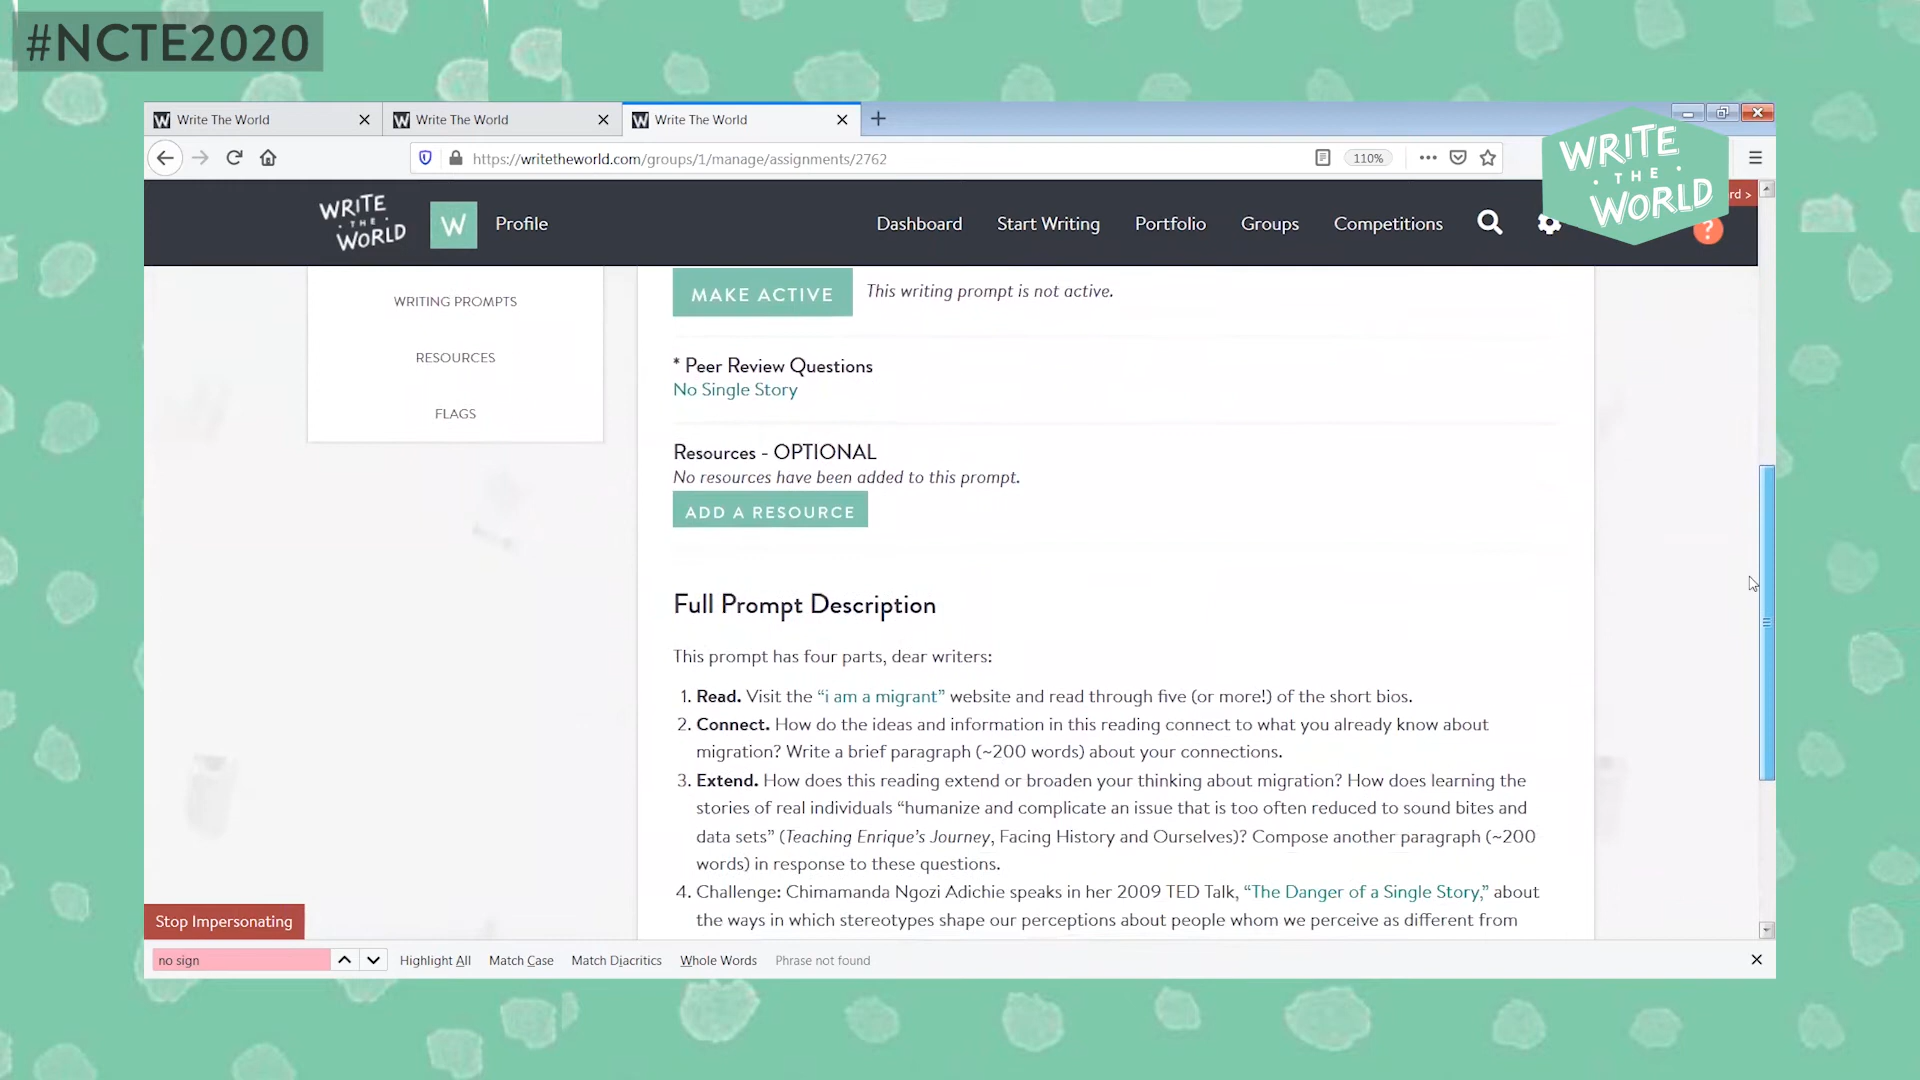 #NCTE2020
Write The World
Write The World
Write The World
https://writetheworld.com/groups/1/manage/assignments/2762
110%
WRITE
THE
WORLD
rd >
WRITE
THE
WORLD
W
Profile
Dashboard
Start Writing
Portfolio
Groups
Competitions
?
WRITING PROMPTS
RESOURCES
FLAGS
MAKE ACTIVE
This writing prompt is not active.
* Peer Review Questions
No Single Story
Resources - OPTIONAL
No resources have been added to this prompt.
ADD A RESOURCE
Full Prompt Description
This prompt has four parts, dear writers:
1. Read. Visit the “i am a migrant” website and read through five (or more!) of the short bios.
2. Connect. How do the ideas and information in this reading connect to what you already know about
migration? Write a brief paragraph (~200 words) about your connections.
3. Extend. How does this reading extend or broaden your thinking about migration? How does learning the
stories of real individuals “humanize and complicate an issue that is too often reduced to sound bites and
data sets” (Teaching Enrique’s Journey, Facing History and Ourselves)? Compose another paragraph (~200
words) in response to these questions.
4. Challenge: Chimamanda Ngozi Adichie speaks in her 2009 TED Talk, “The Danger of a Single Story,” about
the ways in which stereotypes shape our perceptions about people whom we perceive as different from
Stop Impersonating
no sign
Highlight All
Match Case
Match Diacritics
Whole Words
Phrase not found